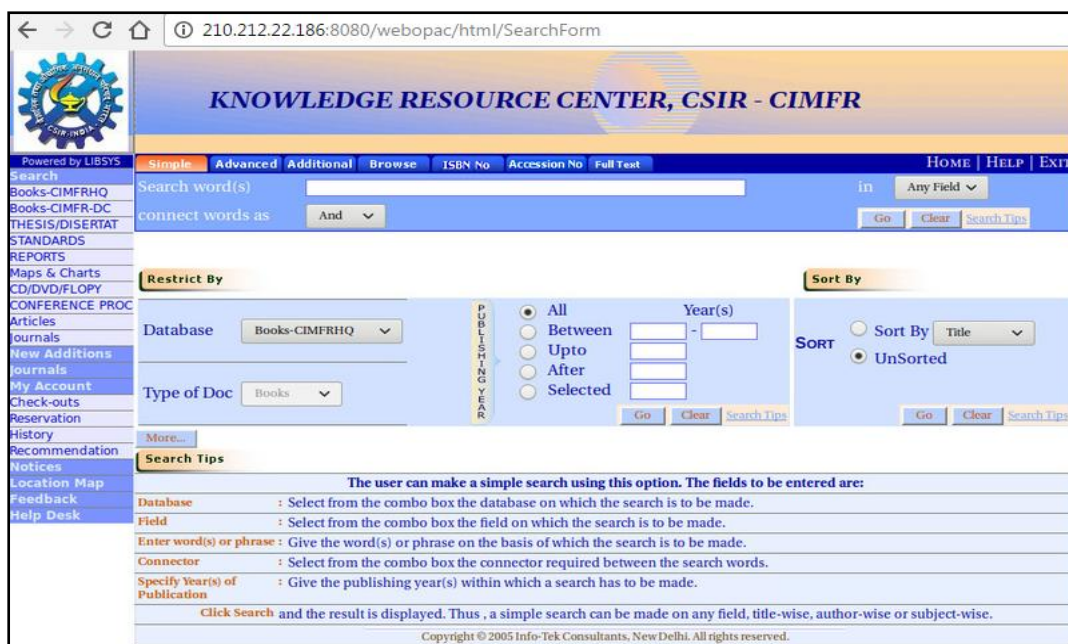 210.212.22.186:8080/webopac/html/SearchForm
KNOWLEDGE RESOURCE CENTER, CSIR - CIMFR
CSIR-INDIA
Powered by LIBSYS
Simple Advanced Additional Browse ISBN No Accession No Full Text HOME | HELP | EXIT
Search word(s) in Any Field
connect words as And Go Clear Search Tips
Search
Books-CIMFRHQ
Books-CIMFR-DC
THESIS/DISERTAT
STANDARDS
REPORTS
Maps & Charts
CD/DVD/FLOPY
CONFERENCE PROC
Articles
Journals
New Additions
Journals
My Account
Check-outs
Reservation
History
Recommendation
Notices
Location Map
Feedback
Help Desk
Restrict By
Database Books-CIMFRHQ
Type of Doc Books
PUBLISHING YEAR
All Year(s)
Between -
Upto
After
Selected
Go Clear Search Tips
Sort By
SORT Sort By Title
UnSorted
Go Clear Search Tips
More...
Search Tips
The user can make a simple search using this option. The fields to be entered are:
Database : Select from the combo box the database on which the search is to be made.
Field : Select from the combo box the field on which the search is to be made.
Enter word(s) or phrase : Give the word(s) or phrase on the basis of which the search is to be made.
Connector : Select from the combo box the connector required between the search words.
Specify Year(s) of : Give the publishing year(s) within which a search has to be made.
Publication
Click Search and the result is displayed. Thus , a simple search can be made on any field, title-wise, author-wise or subject-wise.
Copyright © 2005 Info-Tek Consultants, New Delhi. All rights reserved.